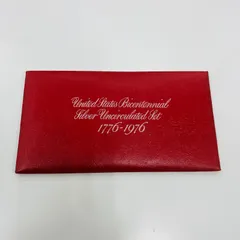 United States Bicentennial
Silver Uncirculated Set
1776-1976